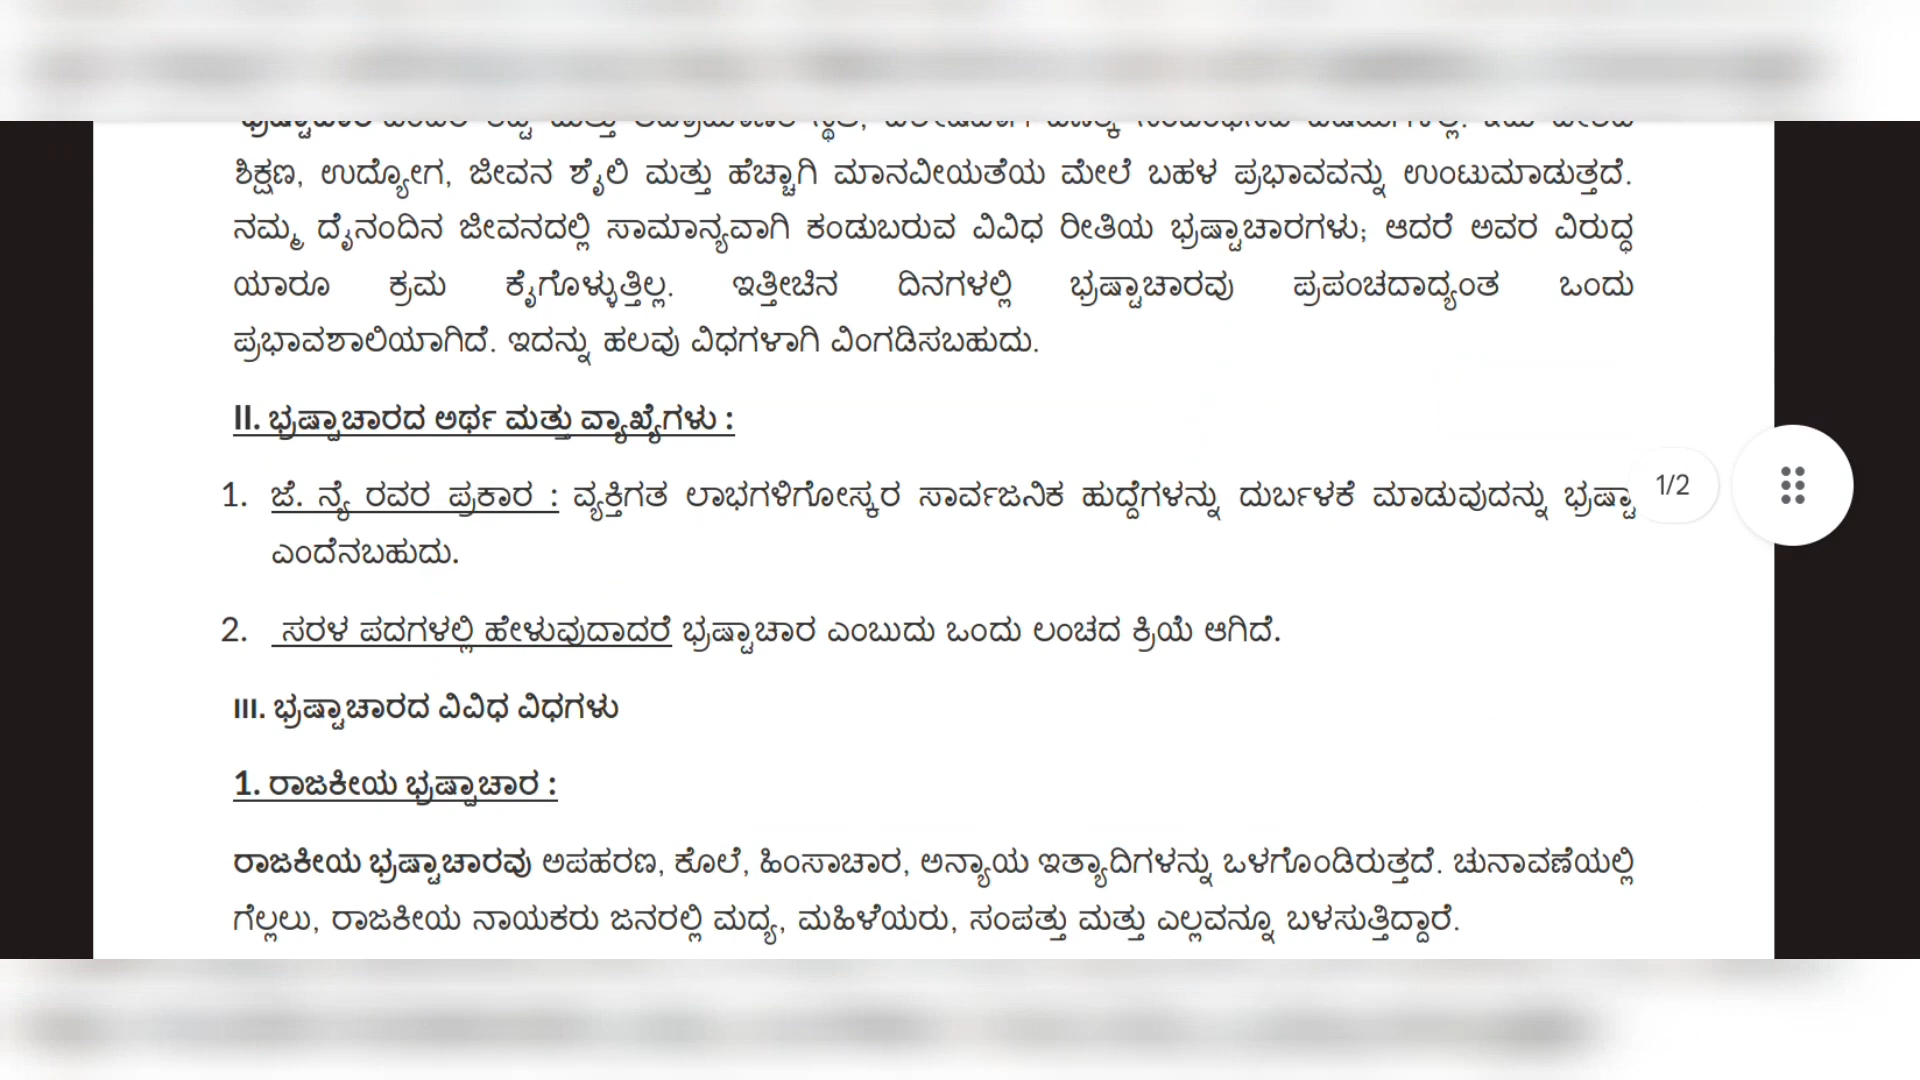 ಶಿಕ್ಷಣ, ಉದ್ಯೋಗ, ಜೀವನ ಶೈಲಿ ಮತ್ತು ಹೆಚ್ಚಾಗಿ ಮಾನವೀಯತೆಯ ಮೇಲೆ ಬಹಳ ಪ್ರಭಾವವನ್ನು ಉಂಟುಮಾಡುತ್ತದೆ.
ನಮ್ಮ ದೈನಂದಿನ ಜೀವನದಲ್ಲಿ ಸಾಮಾನ್ಯವಾಗಿ ಕಂಡುಬರುವ ವಿವಿಧ ರೀತಿಯ ಭ್ರಷ್ಟಾಚಾರಗಳು; ಆದರೆ ಅವರ ವಿರುದ್ಧ
ಯಾರೂ ಕ್ರಮ ಕೈಗೊಳ್ಳುತ್ತಿಲ್ಲ. ಇತ್ತೀಚಿನ ದಿನಗಳಲ್ಲಿ ಭ್ರಷ್ಟಾಚಾರವು ಪ್ರಪಂಚದಾದ್ಯಂತ ಒಂದು
ಪ್ರಭಾವಶಾಲಿಯಾಗಿದೆ. ಇದನ್ನು ಹಲವು ವಿಧಗಳಾಗಿ ವಿಂಗಡಿಸಬಹುದು.
II. ಭ್ರಷ್ಟಾಚಾರದ ಅರ್ಥ ಮತ್ತು ವ್ಯಾಖ್ಯೆಗಳು :
1. ಜೆ. ನ್ಯೆ ರವರ ಪ್ರಕಾರ : ವ್ಯಕ್ತಿಗತ ಲಾಭಗಳಿಗೋಸ್ಕರ ಸಾರ್ವಜನಿಕ ಹುದ್ದೆಗಳನ್ನು ದುರ್ಬಳಕೆ ಮಾಡುವುದನ್ನು ಭ್ರಷ್ಟಾ 1/2
ಎಂದೆನಬಹುದು.
2. ಸರಳ ಪದಗಳಲ್ಲಿ ಹೇಳುವುದಾದರೆ ಭ್ರಷ್ಟಾಚಾರ ಎಂಬುದು ಒಂದು ಲಂಚದ ಕ್ರಿಯೆ ಆಗಿದೆ.
III. ಭ್ರಷ್ಟಾಚಾರದ ವಿವಿಧ ವಿಧಗಳು
1. ರಾಜಕೀಯ ಭ್ರಷ್ಟಾಚಾರ :
ರಾಜಕೀಯ ಭ್ರಷ್ಟಾಚಾರವು ಅಪಹರಣ, ಕೊಲೆ, ಹಿಂಸಾಚಾರ, ಅನ್ಯಾಯ ಇತ್ಯಾದಿಗಳನ್ನು ಒಳಗೊಂಡಿರುತ್ತದೆ. ಚುನಾವಣೆಯಲ್ಲಿ
ಗೆಲ್ಲಲು, ರಾಜಕೀಯ ನಾಯಕರು ಜನರಲ್ಲಿ ಮದ್ಯ, ಮಹಿಳೆಯರು, ಸಂಪತ್ತು ಮತ್ತು ಎಲ್ಲವನ್ನೂ ಬಳಸುತ್ತಿದ್ದಾರೆ.